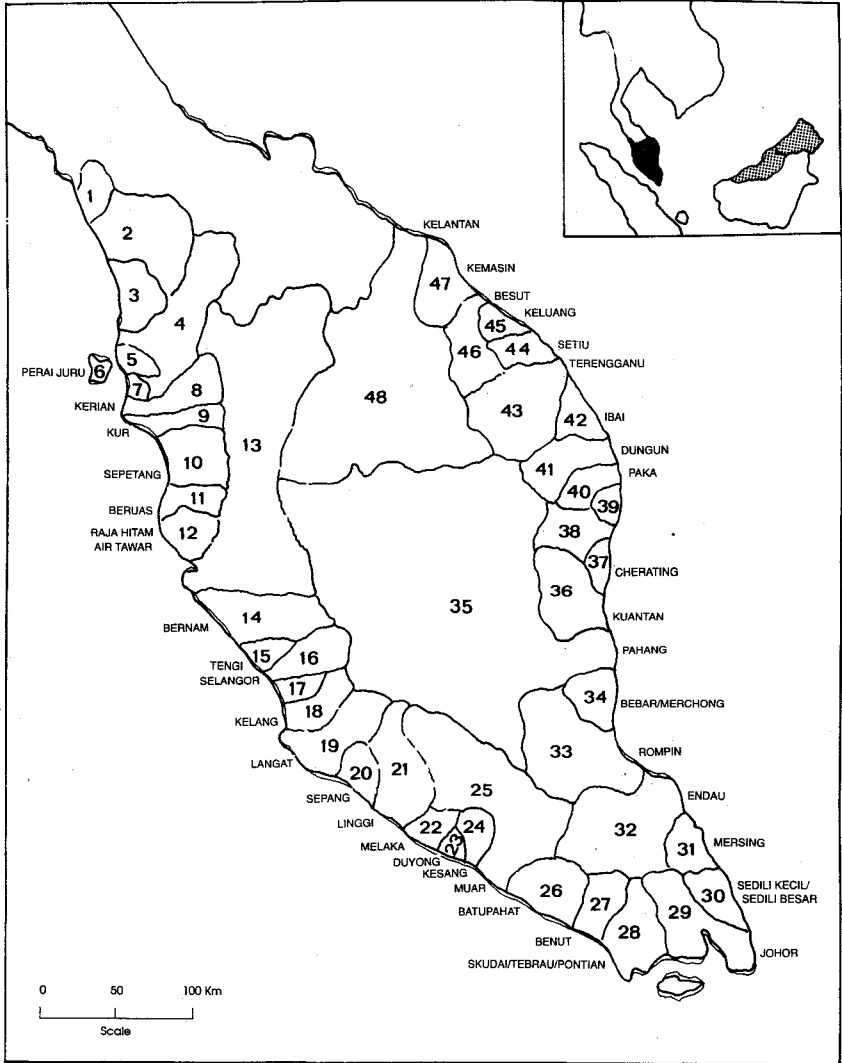 1
2
3
4
5
PERAI JURU 6
7
KERIAN
8
KUR
9
SEPETANG
10
BERUAS
11
RAJA HITAM
AIR TAWAR
12
13
BERNAM
14
TENGI
15
16
SELANGOR
17
KELANG
18
LANGAT
19
SEPANG
20
LINGGI
21
MELAKA
22
DUYONG
23
KESANG
24
MUAR
25
BATUPAHAT
26
BENUT
27
SKUDAI/TEBRAU/PONTIAN
28
29
JOHOR
30
SEDILI KECIL/
SEDILI BESAR
31
MERSING
32
ENDAU
33
ROMPIN
34
BEBAR/MERCHONG
35
PAHANG
36
KUANTAN
37
CHERATING
38
39
40
PAKA
41
DUNGUN
42
IBAI
43
TERENGGANU
44
SETIU
45
KELUANG
46
BESUT
47
KEMASIN
48
KELANTAN
0 50 100 Km
Scale